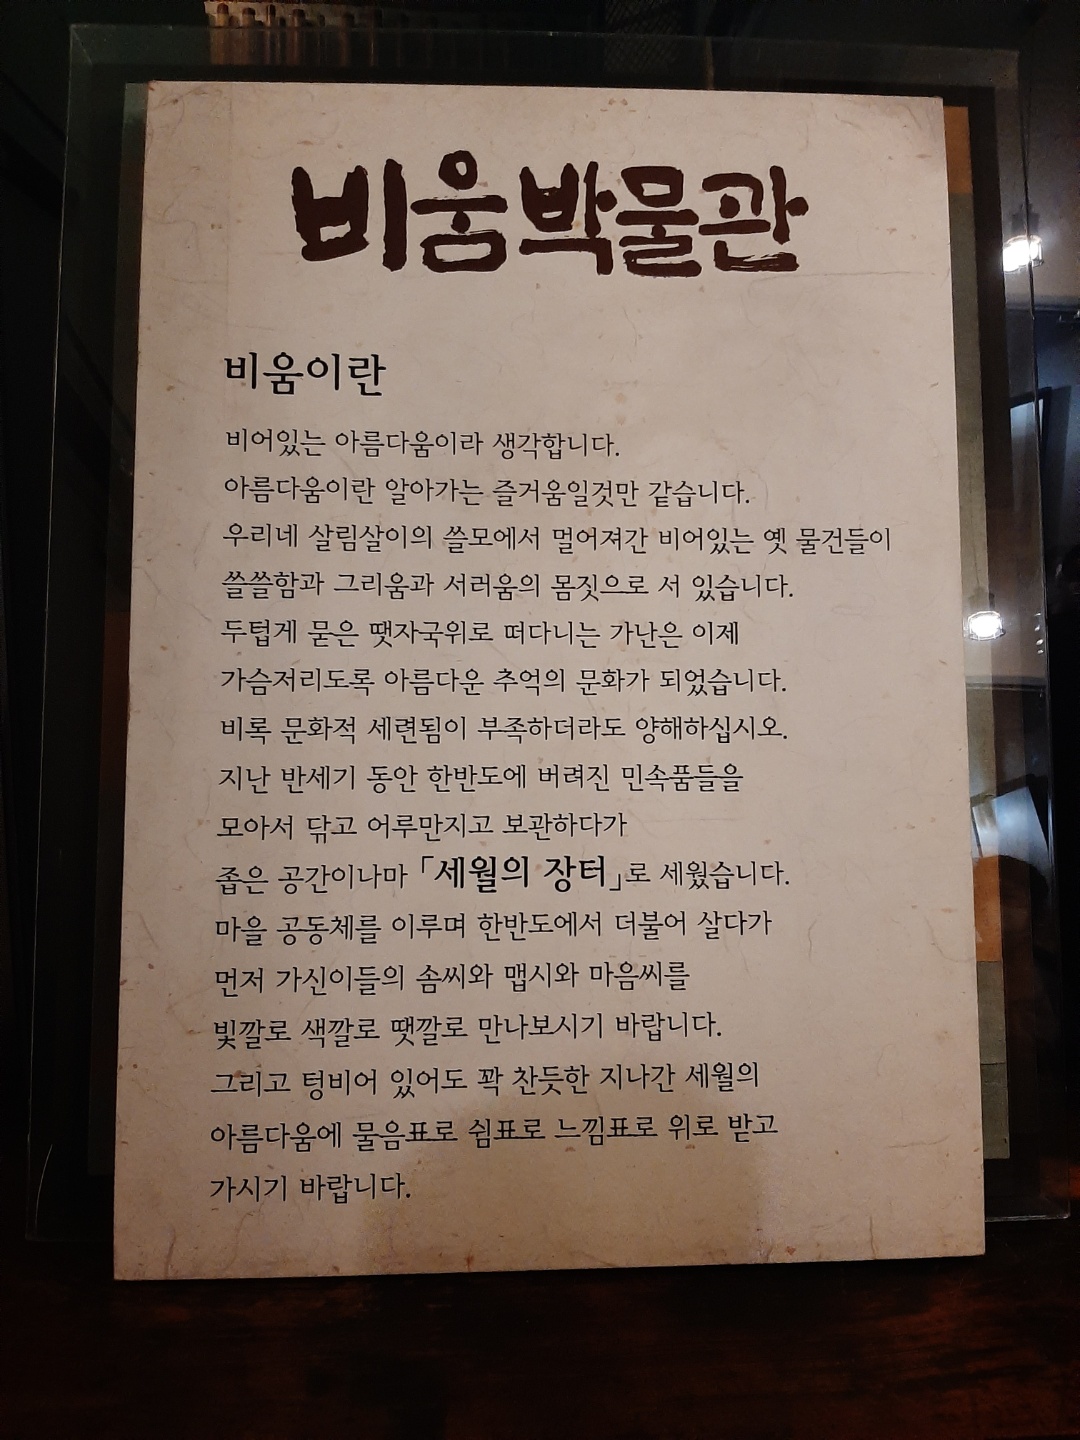 비움박물관
비움이란
비어있는 아름다움이라 생각합니다.
아름다움이란 알아가는 즐거움일것만 같습니다.
우리네 살림살이의 쓸모에서 멀어져간 비어있는 옛 물건들이
쓸쓸함과 그리움과 서러움의 몸짓으로 서 있습니다.
두텁게 묻은 땟자국위로 떠다니는 가난은 이제
가슴저리도록 아름다운 추억의 문화가 되었습니다.
비록 문화적 세련됨이 부족하더라도 양해하십시오.
지난 반세기 동안 한반도에 버려진 민속품들을
모아서 닦고 어루만지고 보관하다가
좁은 공간이나마 「세월의 장터」로 세웠습니다.
마을 공동체를 이루며 한반도에서 더불어 살다가
먼저 가신이들의 솜씨와 맵시와 마음씨를
빛깔로 색깔로 땟깔로 만나보시기 바랍니다.
그리고 텅비어 있어도 꽉 찬듯한 지나간 세월의
아름다움에 물음표로 쉼표로 느낌표로 위로 받고
가시기 바랍니다.